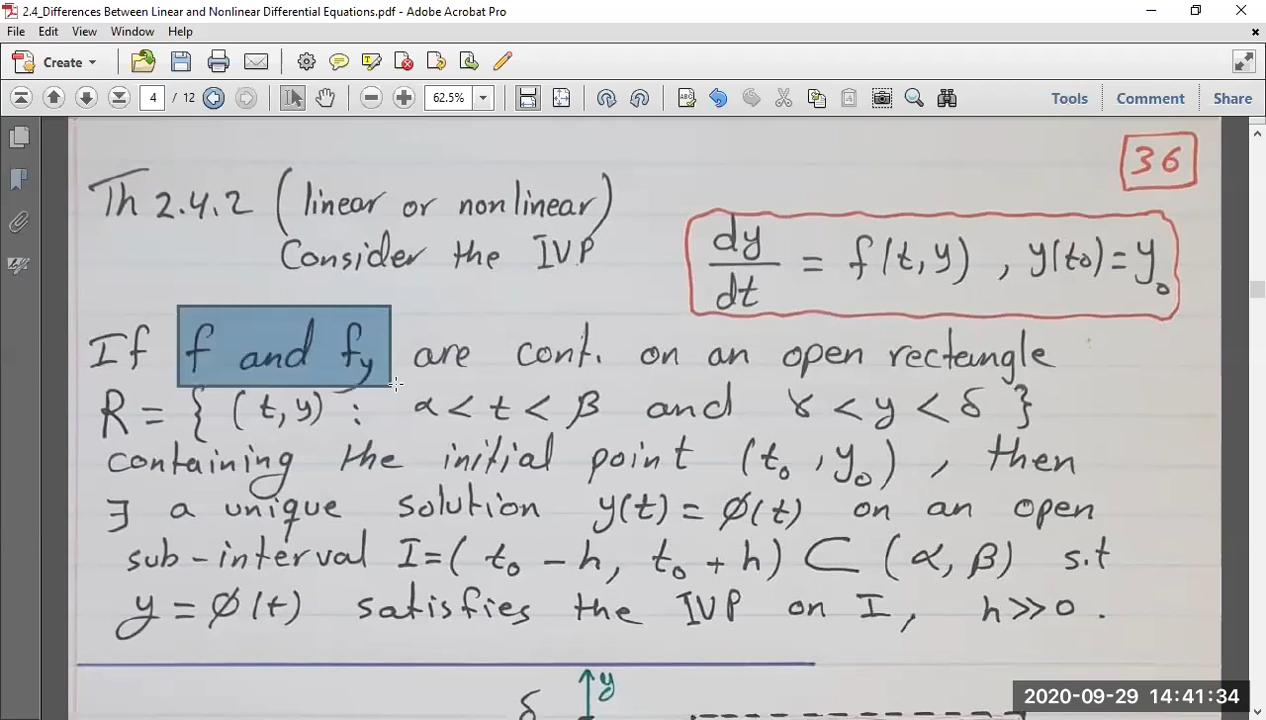 2.4_Differences Between Linear and Nonlinear Differential Equations.pdf - Adobe Acrobat Pro
File Edit View Window Help
Create
4 / 12 62.5% Tools Comment Share
36
Th 2.4.2 (linear or nonlinear)
Consider the IVP
dy/dt = f(t,y) , y(t₀)=y₀
If f and f_y are cont. on an open rectangle
R = { (t,y) : α < t < β and γ < y < δ }
containing the initial point (t₀,y₀) , then
∃ a unique solution y(t) = ϕ(t) on an open
sub-interval I=(t₀ - h, t₀ + h) ⊂ (α, β) s.t
y = ϕ(t) satisfies the IVP on I, h≫0.
y
δ
2020-09-29 14:41:34